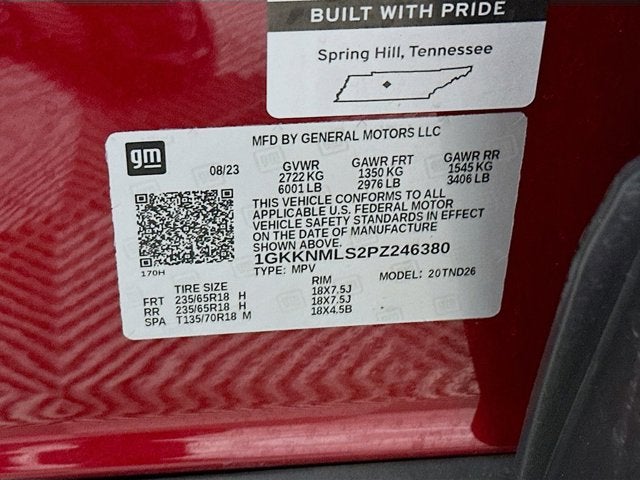 BUILT WITH PRIDE
Spring Hill, Tennessee
gm
MFD BY GENERAL MOTORS LLC
08/23 GVWR GAWR FRT GAWR RR
2722 KG 1350 KG 1545 KG
6001 LB 2976 LB 3406 LB
THIS VEHICLE CONFORMS TO ALL
APPLICABLE U.S. FEDERAL MOTOR
VEHICLE SAFETY STANDARDS IN EFFECT
ON THE DATE OF MANUFACTURE
SHOWN ABOVE.
1GKKNMLS2PZ246380
170H
TYPE: MPV MODEL: 20TND26
TIRE SIZE RIM
FRT 235/65R18 H 18X7.5J
RR 235/65R18 H 18X7.5J
SPA T135/70R18 M 18X4.5B